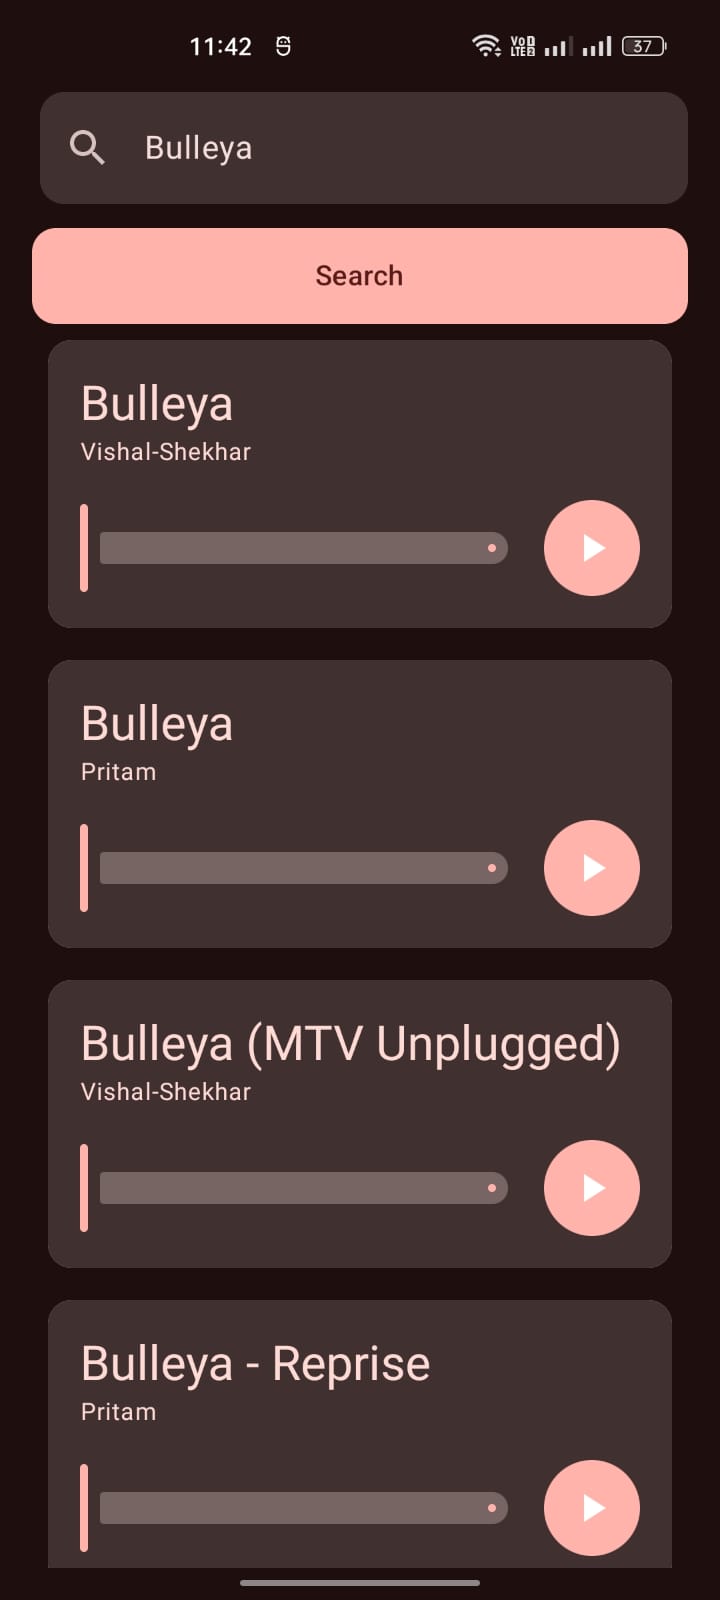 11:42
VoD LTE2 37
Bulleya
Search
Bulleya
Vishal-Shekhar
Bulleya
Pritam
Bulleya (MTV Unplugged)
Vishal-Shekhar
Bulleya - Reprise
Pritam